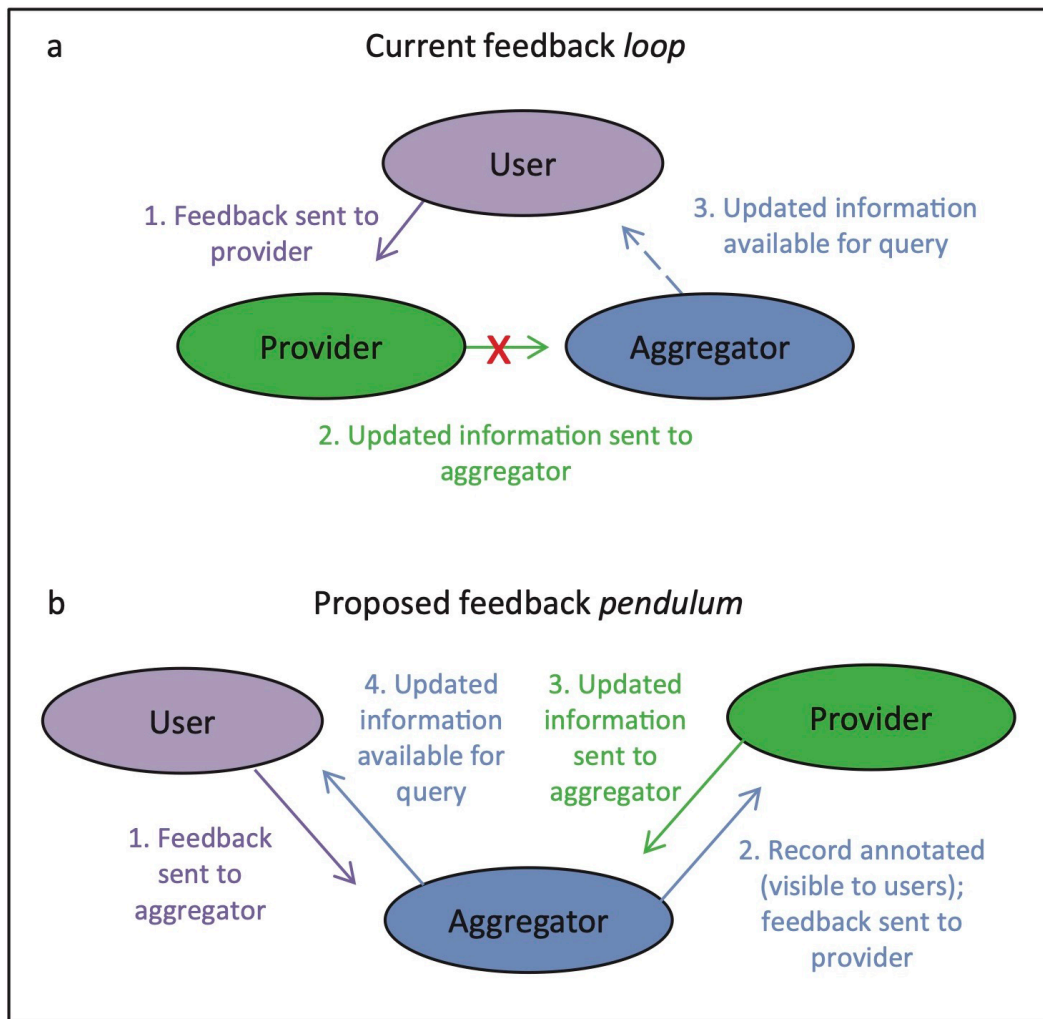 a
Current feedback loop
User
1. Feedback sent to
provider
3. Updated information
available for query
Provider
X
Aggregator
2. Updated information sent to
aggregator
b
Proposed feedback pendulum
User
4. Updated
information
available for
query
3. Updated
information
sent to
aggregator
Provider
1. Feedback
sent to
aggregator
Aggregator
2. Record annotated
(visible to users);
feedback sent to
provider